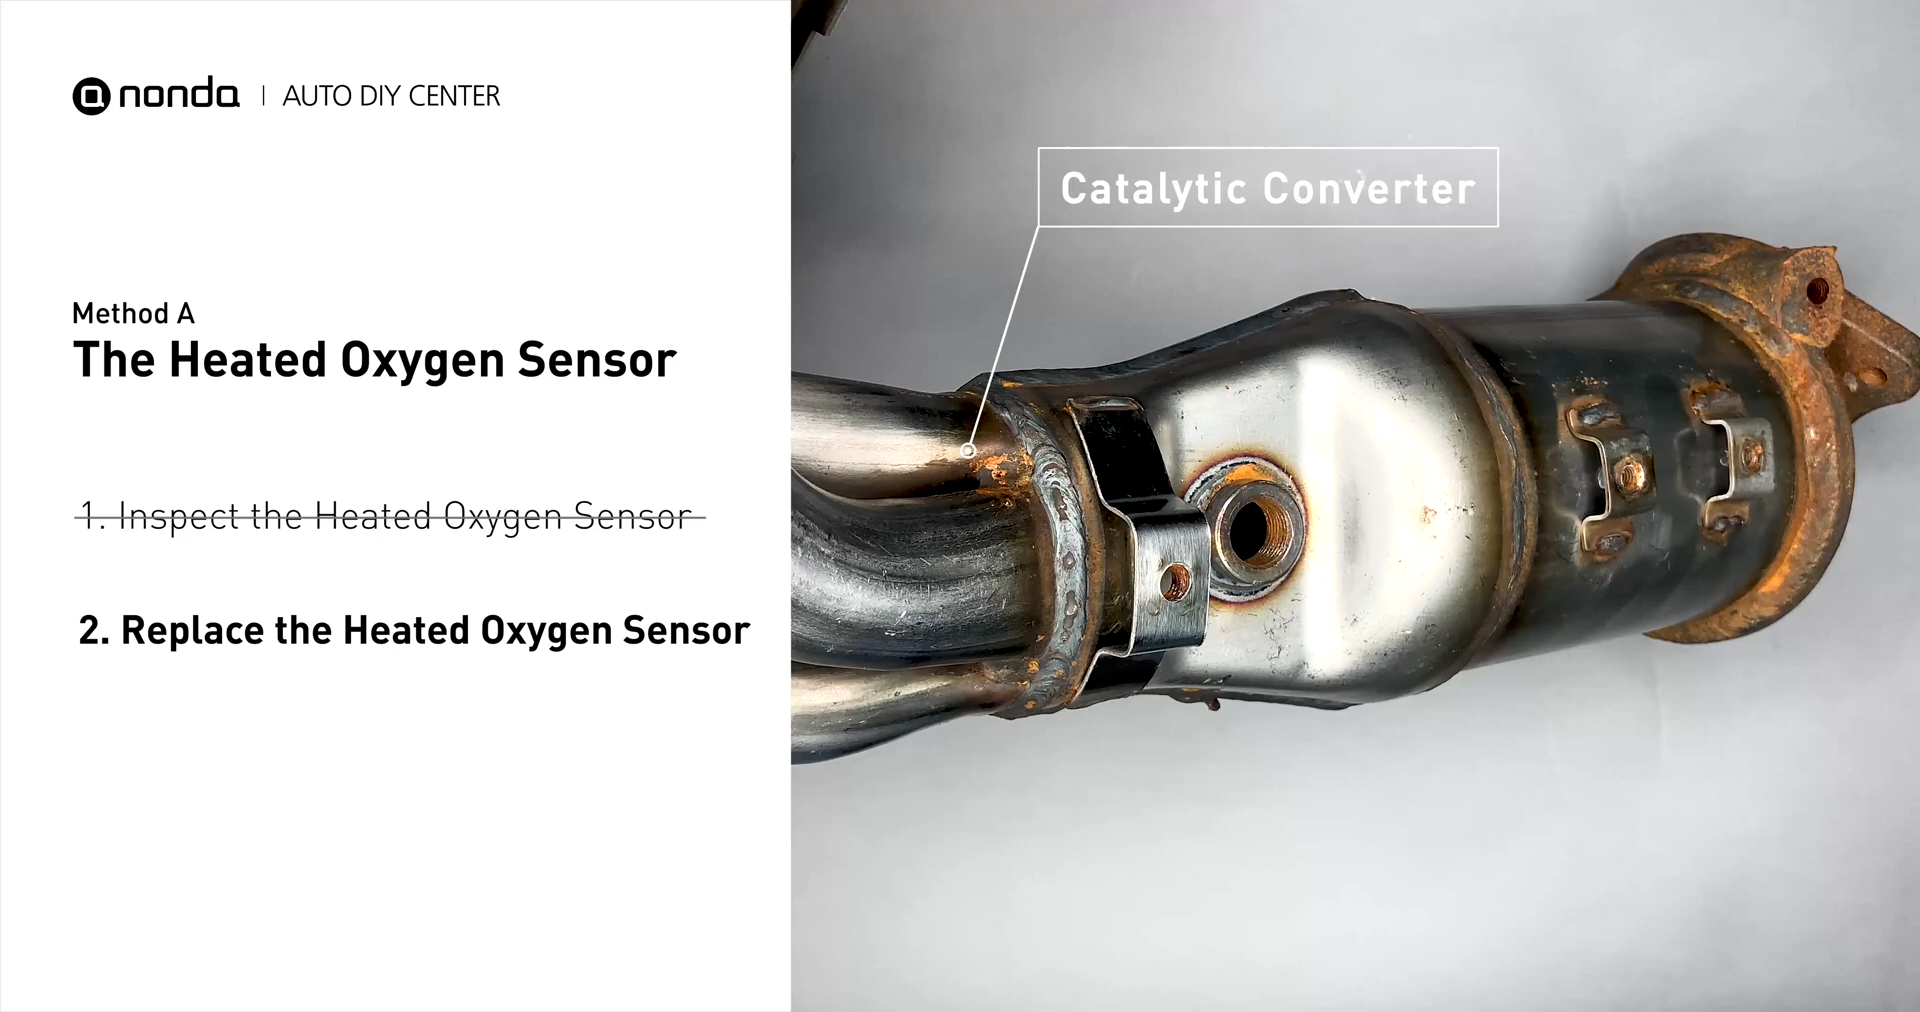 nonda | AUTO DIY CENTER
Method A
The Heated Oxygen Sensor
1. Inspect the Heated Oxygen Sensor
2. Replace the Heated Oxygen Sensor
Catalytic Converter